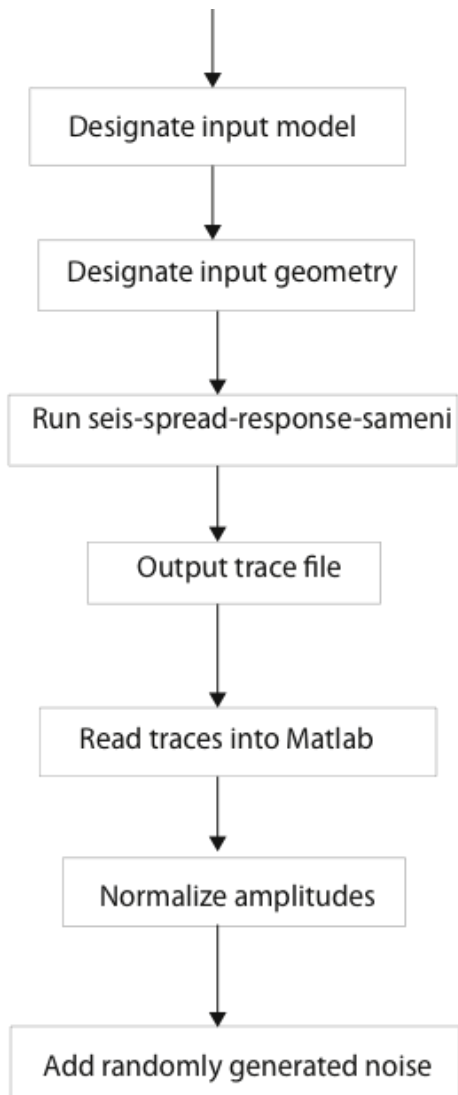 Designate input model
Designate input geometry
Run seis-spread-response-sameni
Output trace file
Read traces into Matlab
Normalize amplitudes
Add randomly generated noise